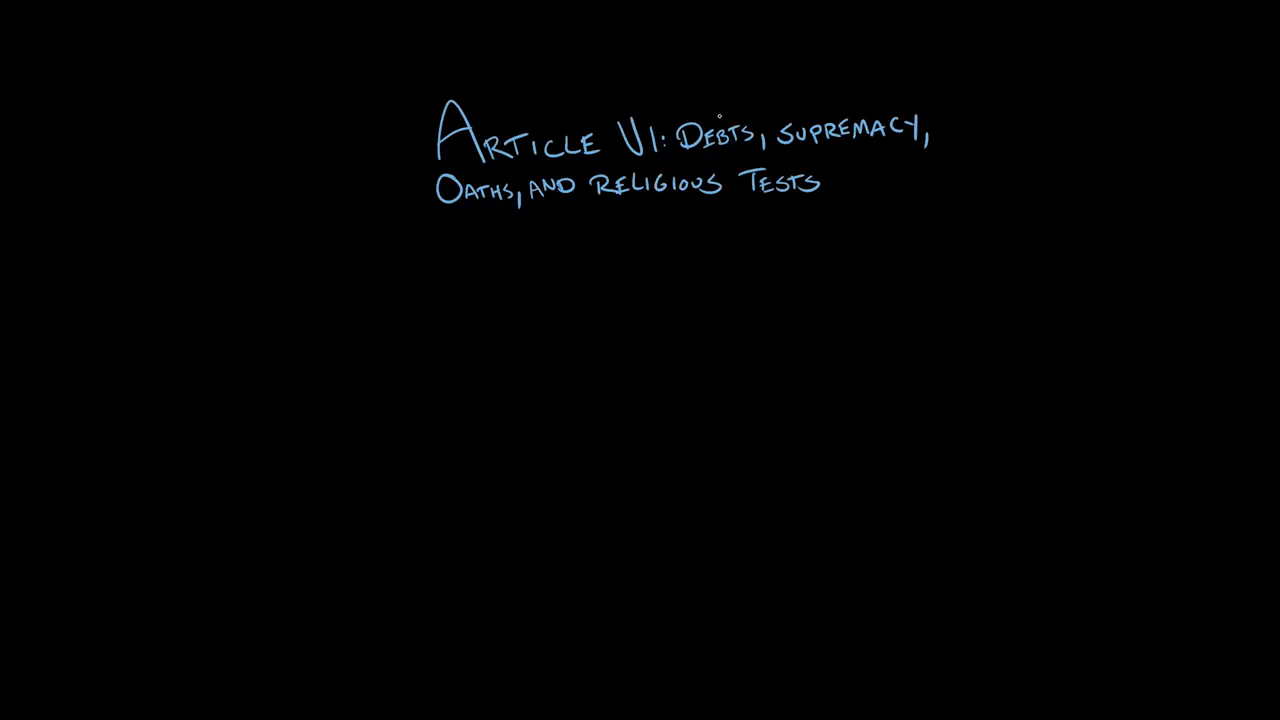 ARTICLE VI: DEBTS, SUPREMACY,
OATHS, AND RELIGIOUS TESTS